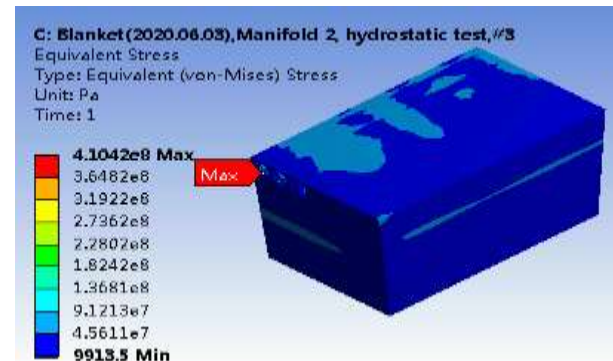 C: Blanket(2020.06.03),Manifold 2, hydrostatic test,#3
Equivalent Stress
Type: Equivalent (von-Mises) Stress
Unit: Pa
Time: 1
4.1042e8 Max
Max
3.6482e8
3.1922e8
2.7362e8
2.2802e8
1.8242e8
1.3681e8
9.1213e7
4.5611e7
9913.5 Min